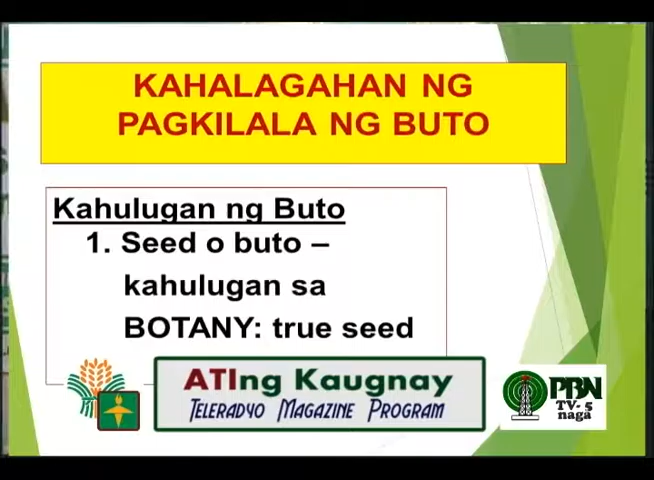 KAHALAGAHAN NG
PAGKILALA NG BUTO
Kahulugan ng Buto
1. Seed o buto –
kahulugan sa
BOTANY: true seed
ATIng Kaugnay
TELERADYO MAGAZINE PROGRAM
PBN
TV-5
naga